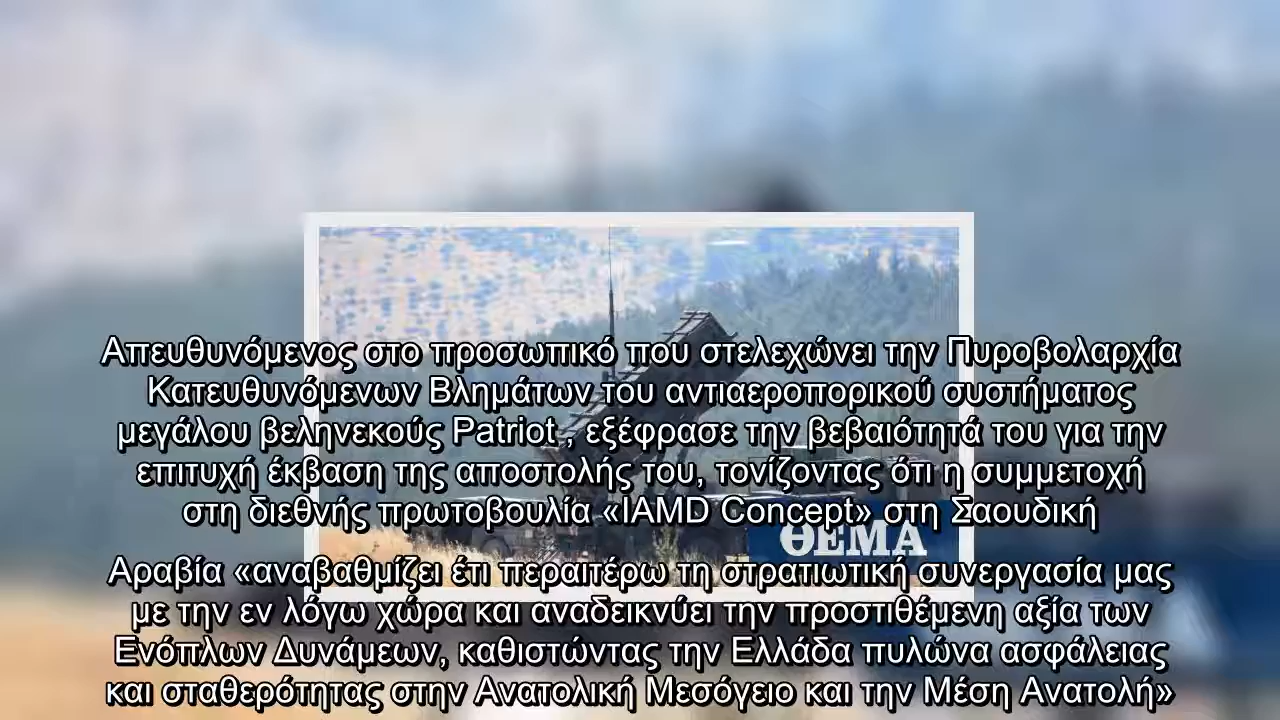 Απευθυνόμενος στο προσωπικό που στελεχώνει την Πυροβολαρχία
Κατευθυνόμενων Βλημάτων του αντιαεροπορικού συστήματος
μεγάλου βεληνεκούς Patriot , εξέφρασε την βεβαιότητά του για την
επιτυχή έκβαση της αποστολής του, τονίζοντας ότι η συμμετοχή
στη διεθνής πρωτοβουλία «IAMD Concept» στη Σαουδική
ΘΕΜΑ
Αραβία «αναβαθμίζει έτι περαιτέρω τη στρατιωτική συνεργασία μας
με την εν λόγω χώρα και αναδεικνύει την προστιθέμενη αξία των
Ενόπλων Δυνάμεων, καθιστώντας την Ελλάδα πυλώνα ασφάλειας
και σταθερότητας στην Ανατολική Μεσόγειο και την Μέση Ανατολή»